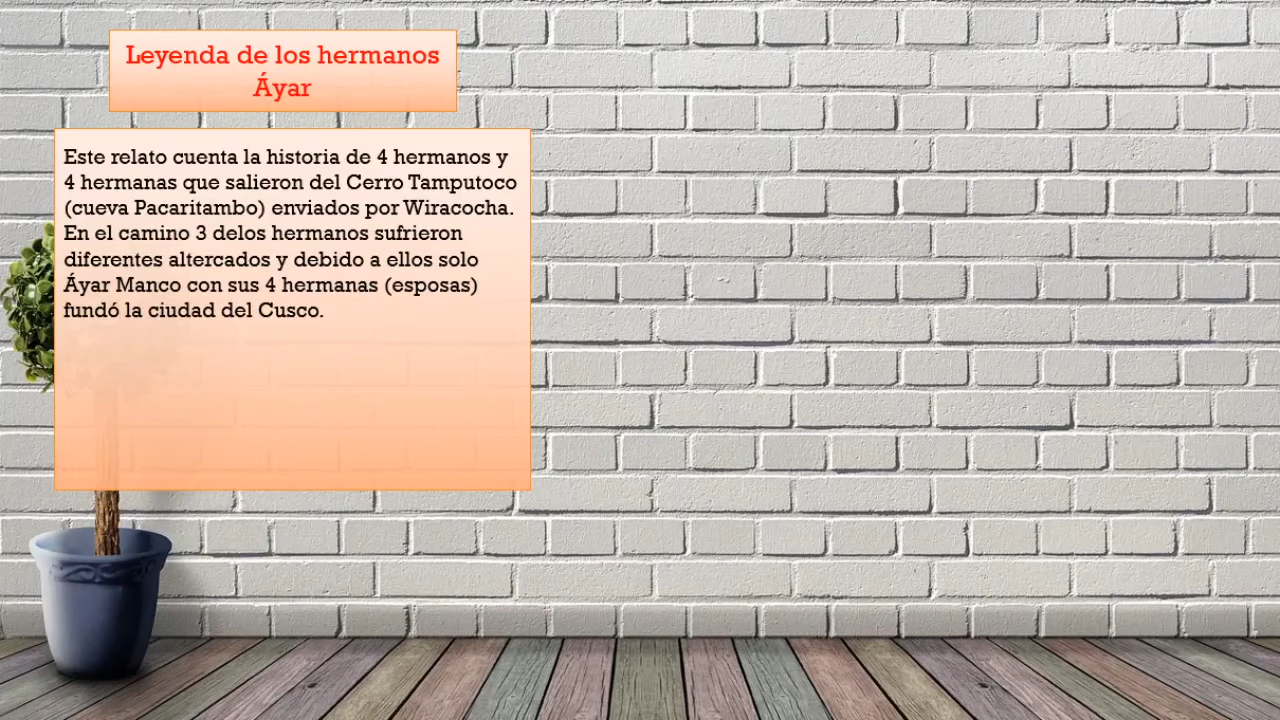 Leyenda de los hermanos
Áyar
Este relato cuenta la historia de 4 hermanos y
4 hermanas que salieron del Cerro Tamputoco
(cueva Pacaritambo) enviados por Wiracocha.
En el camino 3 delos hermanos sufrieron
diferentes altercados y debido a ellos solo
Áyar Manco con sus 4 hermanas (esposas)
fundó la ciudad del Cusco.